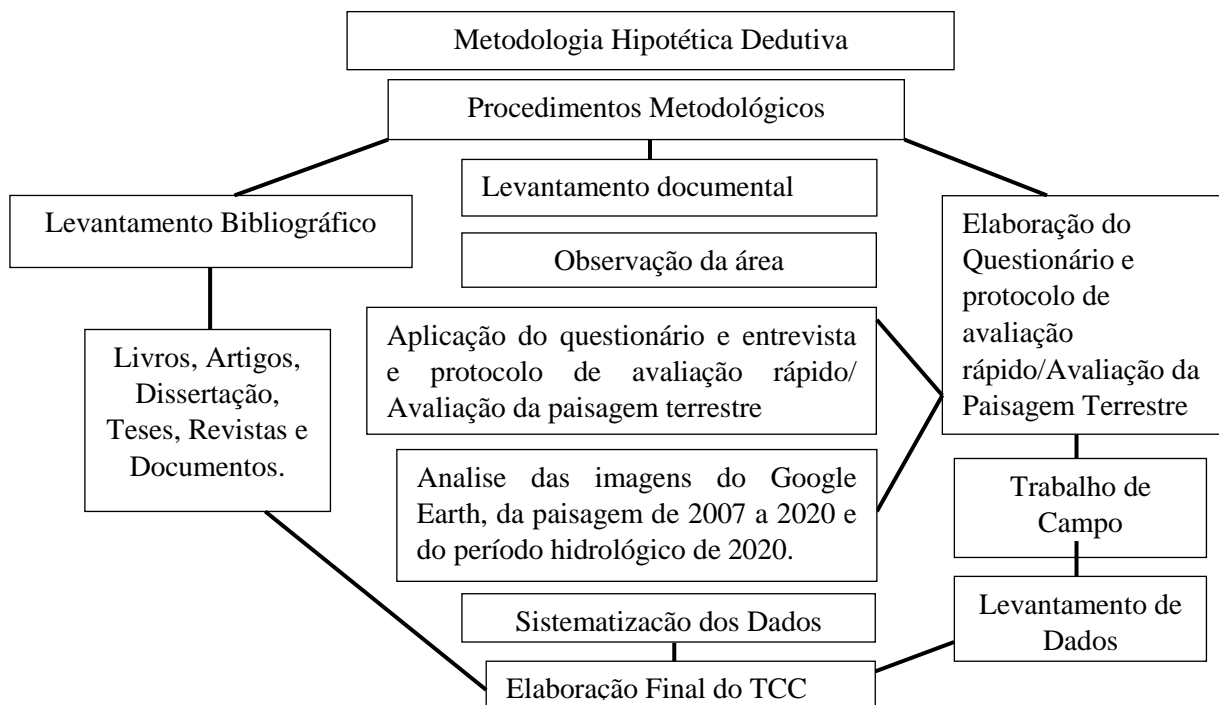 Metodologia Hipotética Dedutiva
Procedimentos Metodológicos
Levantamento documental
Levantamento Bibliográfico
Observação da área
Elaboração do
Questionário e
protocolo de
avaliação
rápido/Avaliação da
Paisagem Terrestre
Livros, Artigos,
Dissertação,
Teses, Revistas e
Documentos.
Aplicação do questionário e entrevista
e protocolo de avaliação rápido/
Avaliação da paisagem terrestre
Analise das imagens do Google
Earth, da paisagem de 2007 a 2020 e
do período hidrológico de 2020.
Trabalho de
Campo
Levantamento de
Dados
Sistematização dos Dados
Elaboração Final do TCC